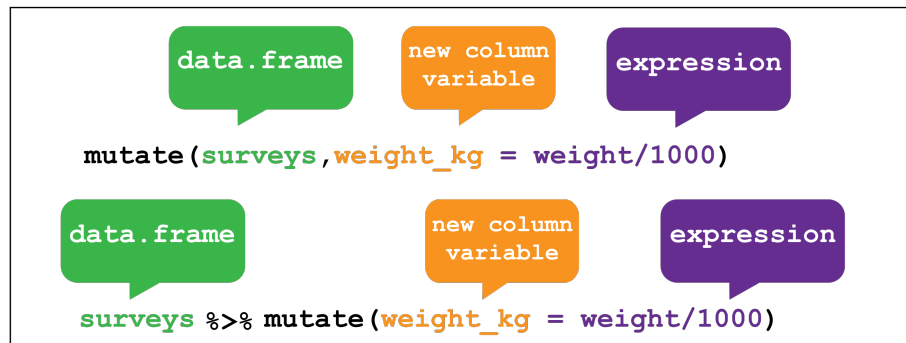 data.frame
new column
variable
expression
mutate(surveys,weight_kg = weight/1000)
data.frame
new column
variable
expression
surveys %>% mutate(weight_kg = weight/1000)